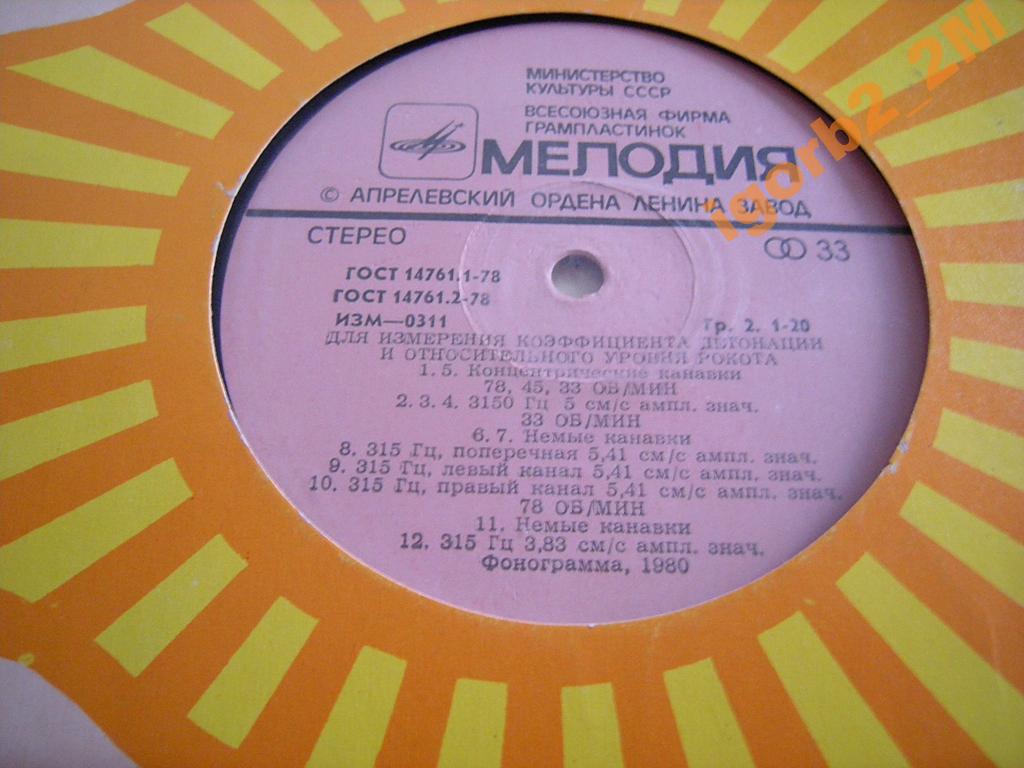 МИНИСТЕРСТВО
КУЛЬТУРЫ СССР
ВСЕСОЮЗНАЯ ФИРМА
ГРАМПЛАСТИНОК
МЕЛОДИЯ
© АПРЕЛЕВСКИЙ ОРДЕНА ЛЕНИНА ЗАВОД
СТЕРЕО
33
ГОСТ 14761.1-78
ГОСТ 14761.2-78
ИЗМ—0311
Гр. 2. 1-20
ДЛЯ ИЗМЕРЕНИЯ КОЭФФИЦИЕНТА ДЕТОНАЦИИ
И ОТНОСИТЕЛЬНОГО УРОВНЯ РОКОТА
1. 5. Концентрические канавки
78, 45, 33 ОБ/МИН
2. 3. 4. 3150 Гц 5 см/с ампл. знач.
33 ОБ/МИН
6. 7. Немые канавки
8. 315 Гц, поперечная 5,41 см/с ампл. знач.
9. 315 Гц, левый канал 5,41 см/с ампл. знач.
10. 315 Гц, правый канал 5,41 см/с ампл. знач.
78 ОБ/МИН
11. Немые канавки
12. 315 Гц 3,83 см/с ампл. знач.
Фонограмма, 1980
igorb2_2M